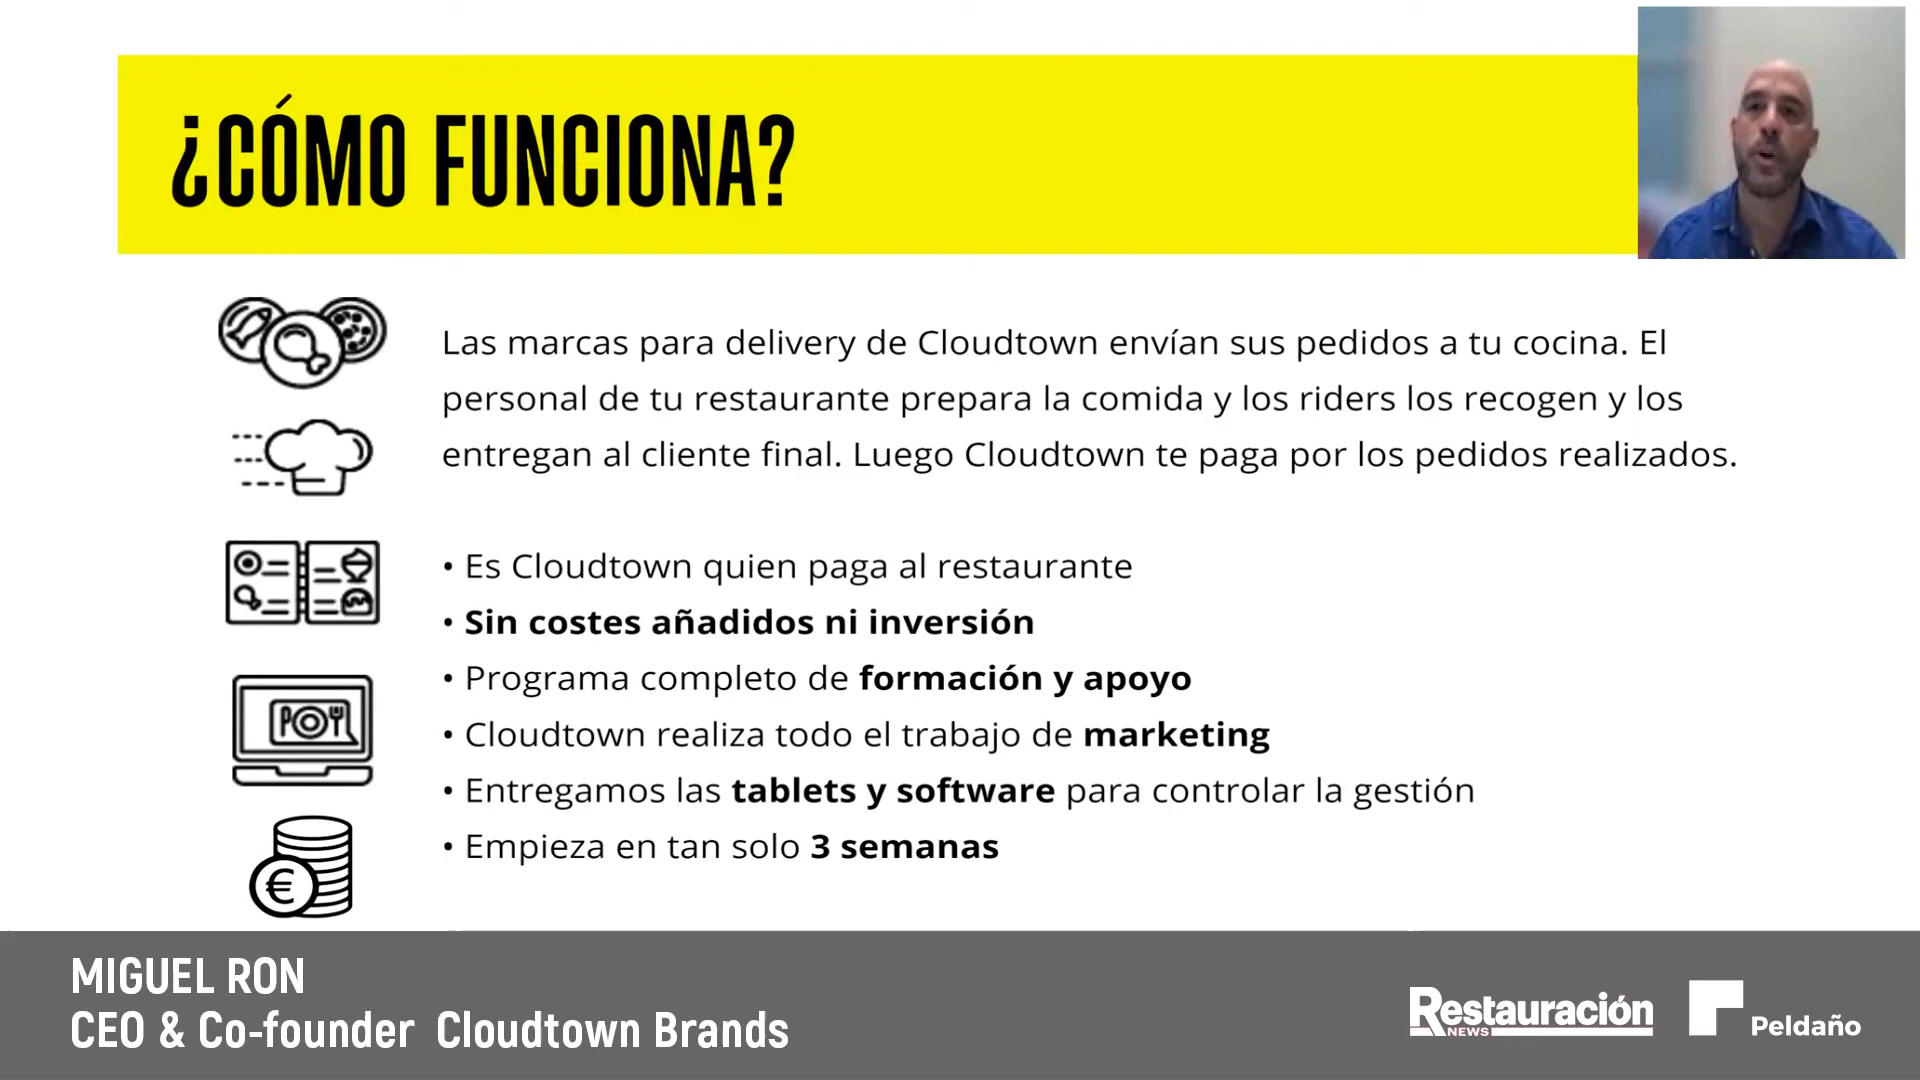 ¿CÓMO FUNCIONA?
Las marcas para delivery de Cloudtown envían sus pedidos a tu cocina. El
personal de tu restaurante prepara la comida y los riders los recogen y los
entregan al cliente final. Luego Cloudtown te paga por los pedidos realizados.
• Es Cloudtown quien paga al restaurante
• Sin costes añadidos ni inversión
• Programa completo de formación y apoyo
• Cloudtown realiza todo el trabajo de marketing
• Entregamos las tablets y software para controlar la gestión
• Empieza en tan solo 3 semanas
€
MIGUEL RON
CEO & Co-founder Cloudtown Brands
Restauración
NEWS
Peldaño